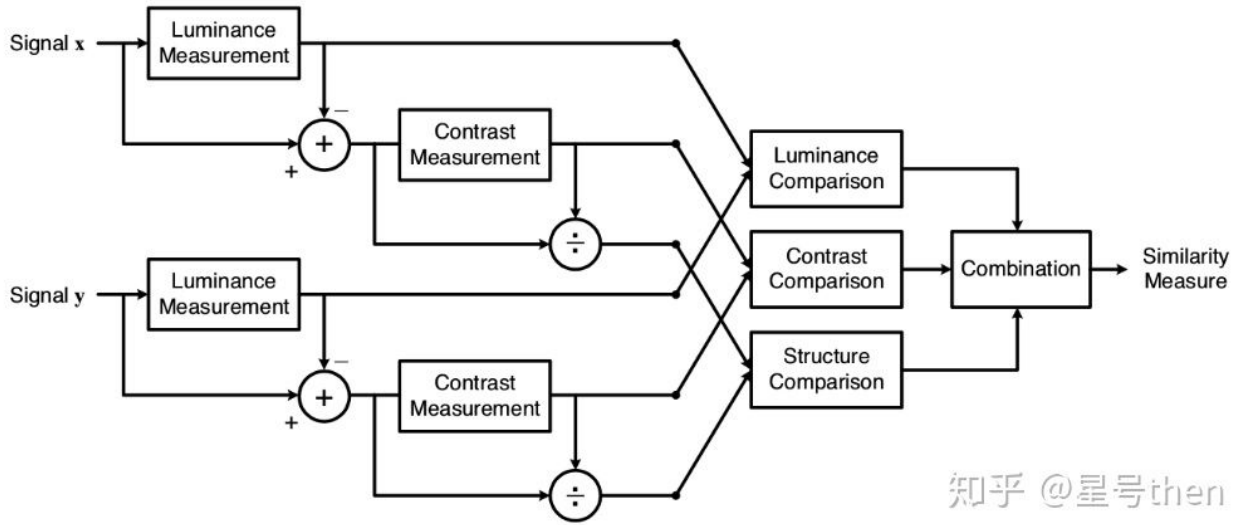 Signal x
Luminance
Measurement
−
+
+
Contrast
Measurement
÷
Signal y
Luminance
Measurement
−
+
+
Contrast
Measurement
÷
Luminance
Comparison
Contrast
Comparison
Structure
Comparison
Combination
Similarity
Measure
知乎 @星号then